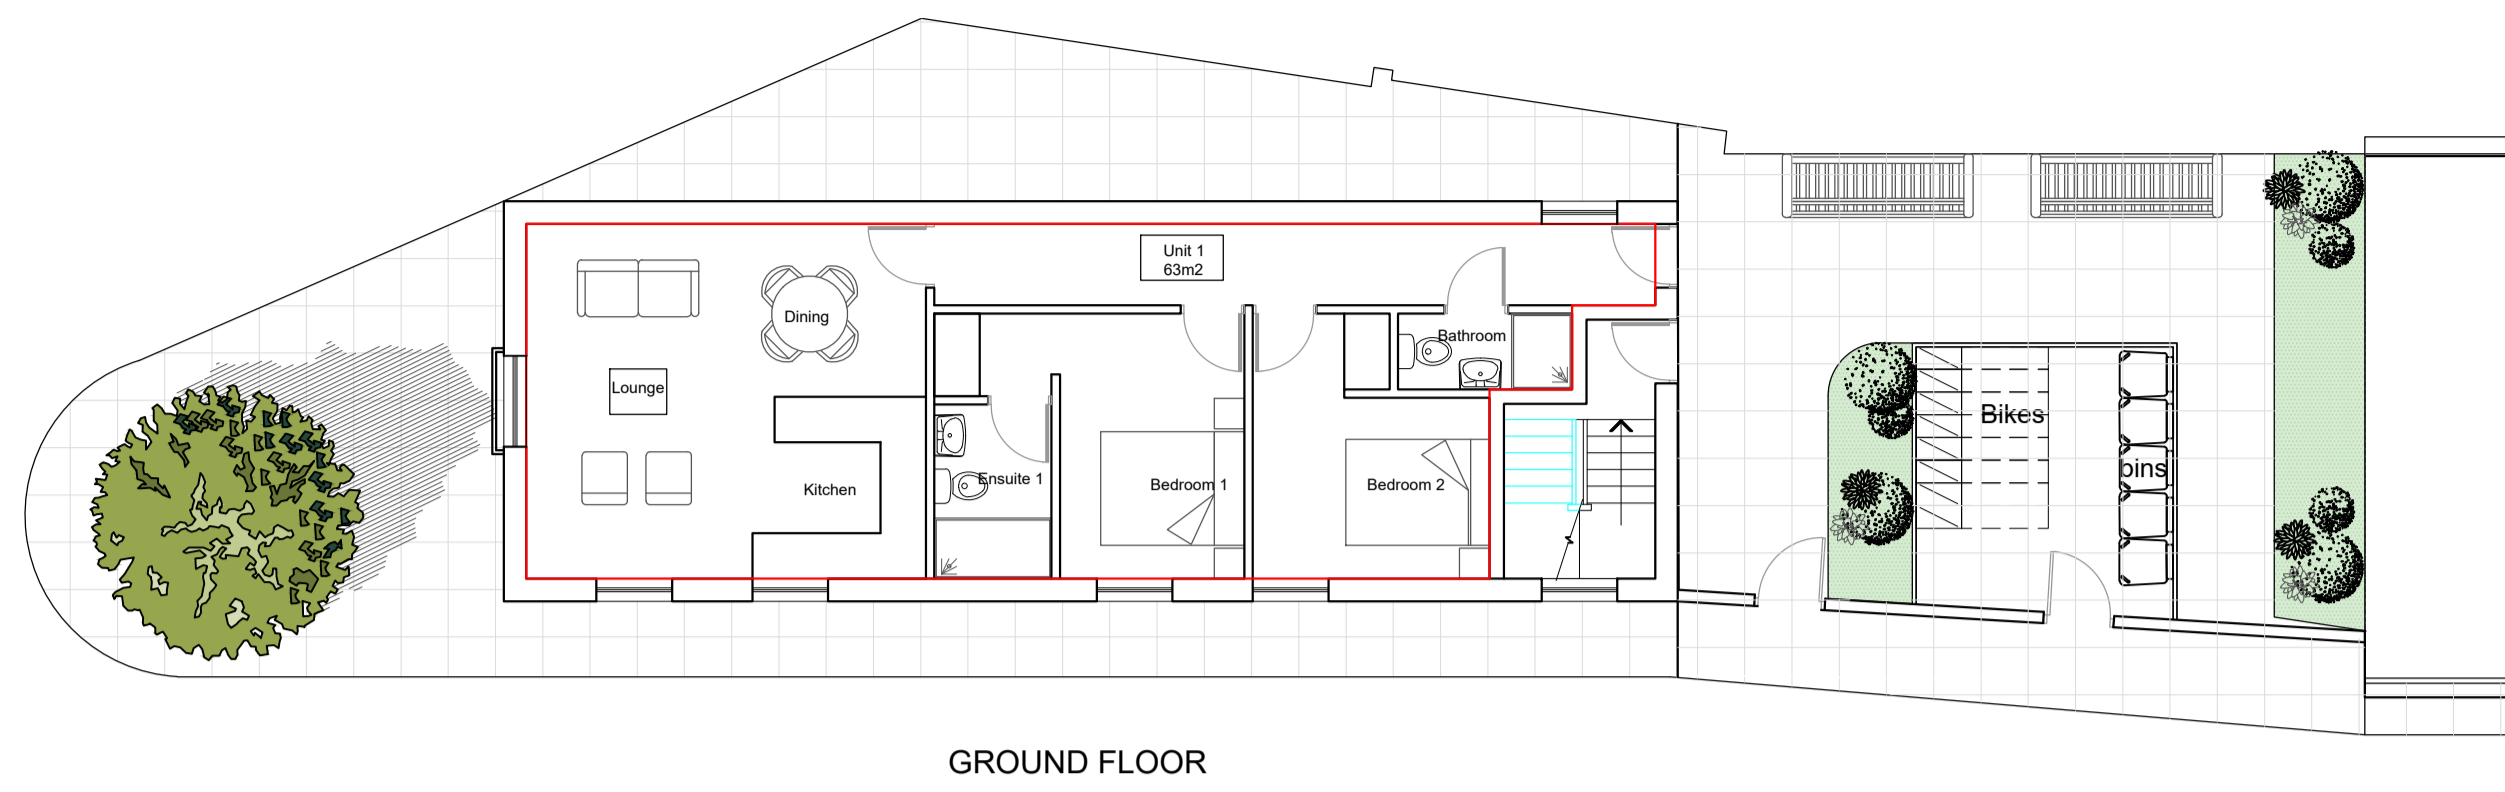 Unit 1
63m2
Dining
Bathroom
Lounge
Bikes
bins
Kitchen
Ensuite 1
Bedroom 1
Bedroom 2
GROUND FLOOR